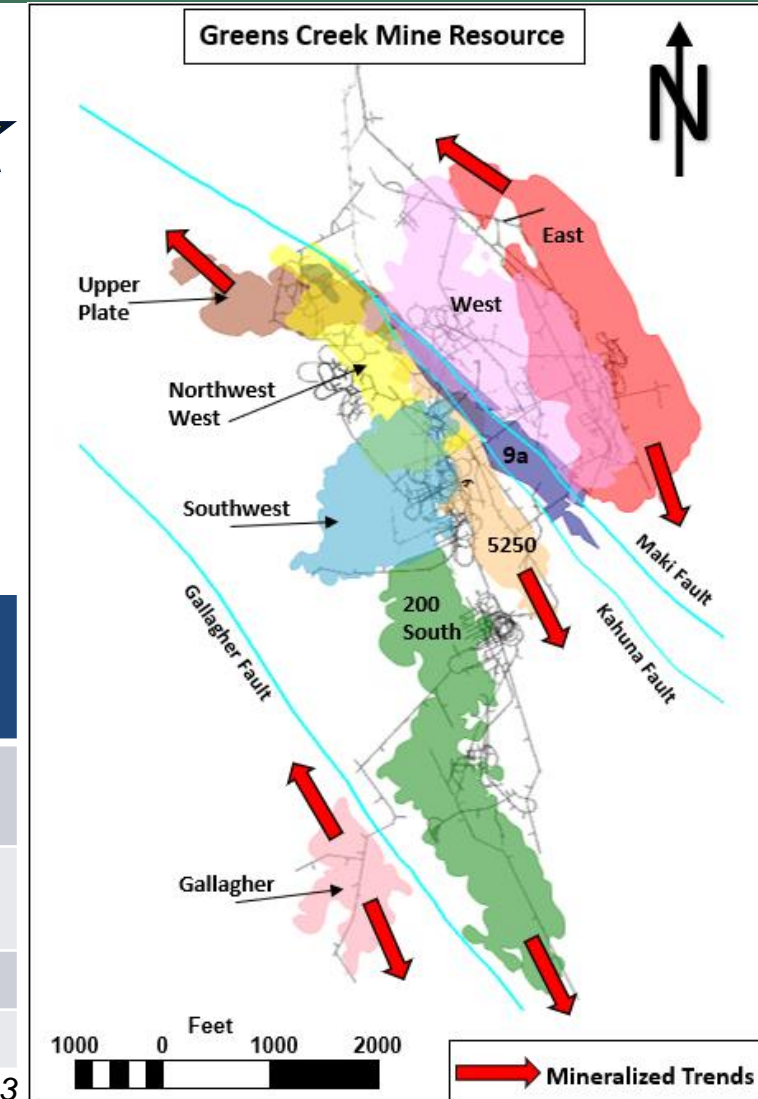 Greens Creek Mine Resource
N
East
Upper
Plate
West
Northwest
West
9a
Southwest
5250
Maki Fault
200
South
Gallagher Fault
Kahuna Fault
Gallagher
Feet
1000 0 1000 2000
Mineralized Trends
3